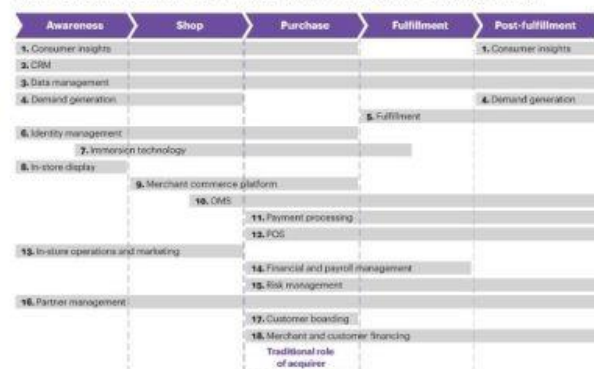 Awareness
Shop
Purchase
Fulfillment
Post-fulfillment
1. Consumer insights
1. Consumer insights
2. CRM
3. Data management
4. Demand generation
4. Demand generation
5. Fulfillment
6. Identity management
7. Immersion technology
8. In-store display
9. Merchant commerce platform
10. OMS
11. Payment processing
12. POS
13. In-store operations and marketing
14. Financial and payroll management
15. Risk management
16. Partner management
17. Customer boarding
18. Merchant and customer financing
Traditional role
of acquirer